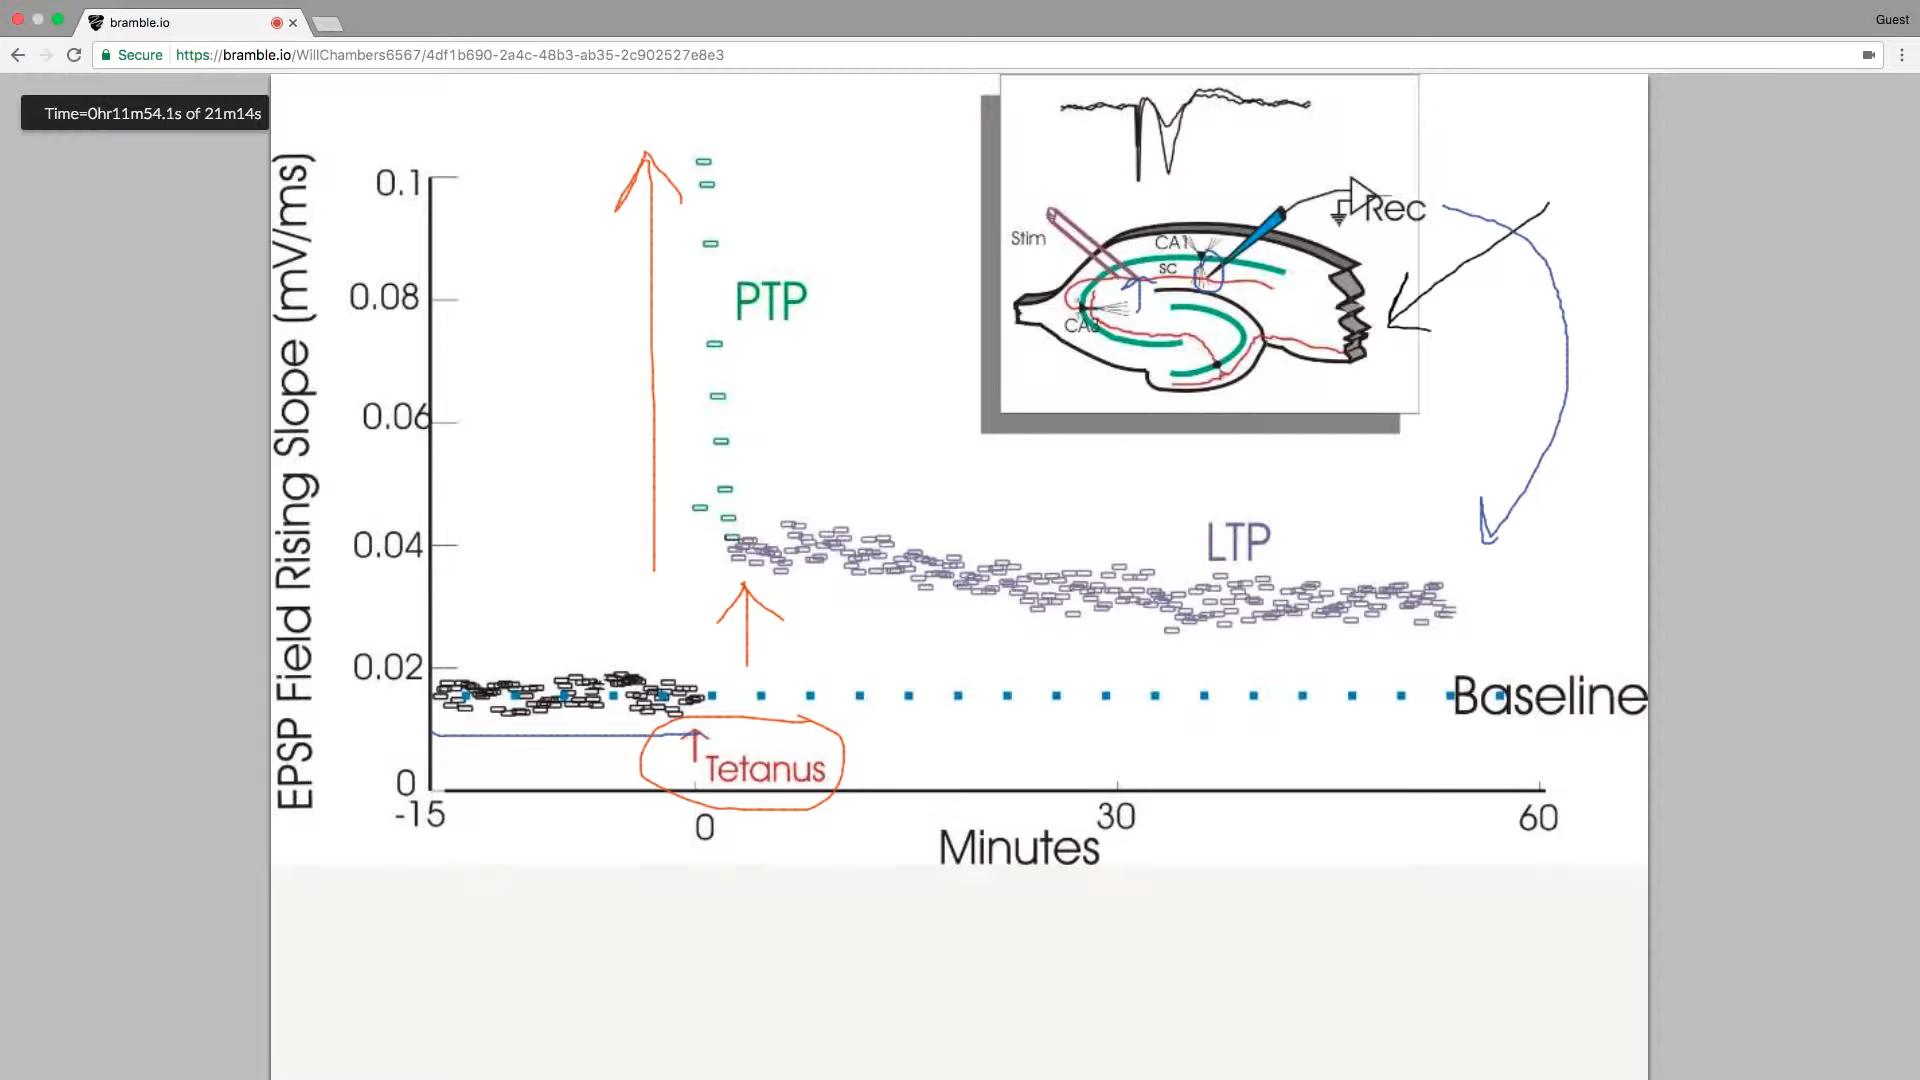 bramble.io
Guest
Secure
https://bramble.io/WillChambers6567/4df1b690-2a4c-48b3-ab35-2c902527e8e3
Time=0hr11m54.1s of 21m14s
EPSP Field Rising Slope (mV/ms)
0.1
0.08
0.06
0.04
0.02
0
PTP
LTP
Baseline
Tetanus
-15
0
30
60
Minutes
Stim
Rec
CA1
SC
CA3